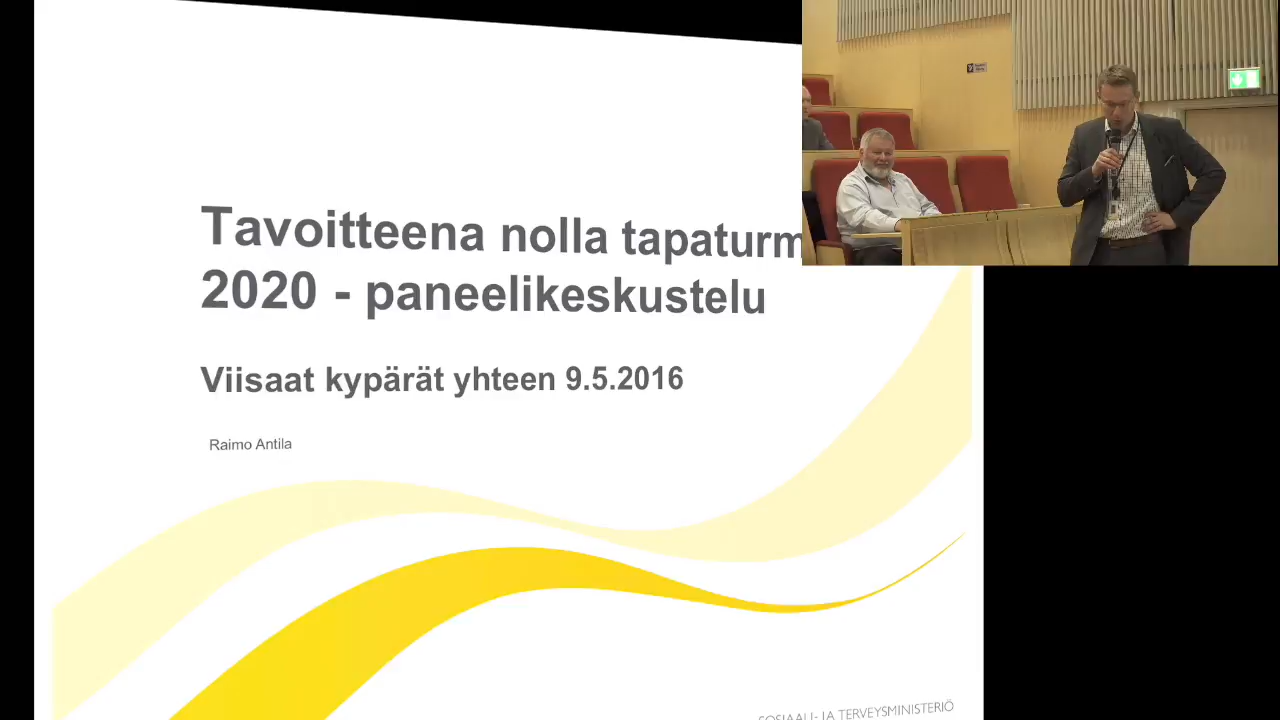 Tavoitteena nolla tapaturm
2020 - paneelikeskustelu
Viisaat kypärät yhteen 9.5.2016
Raimo Antila
SOSIAALI- JA TERVEYSMINISTERIÖ